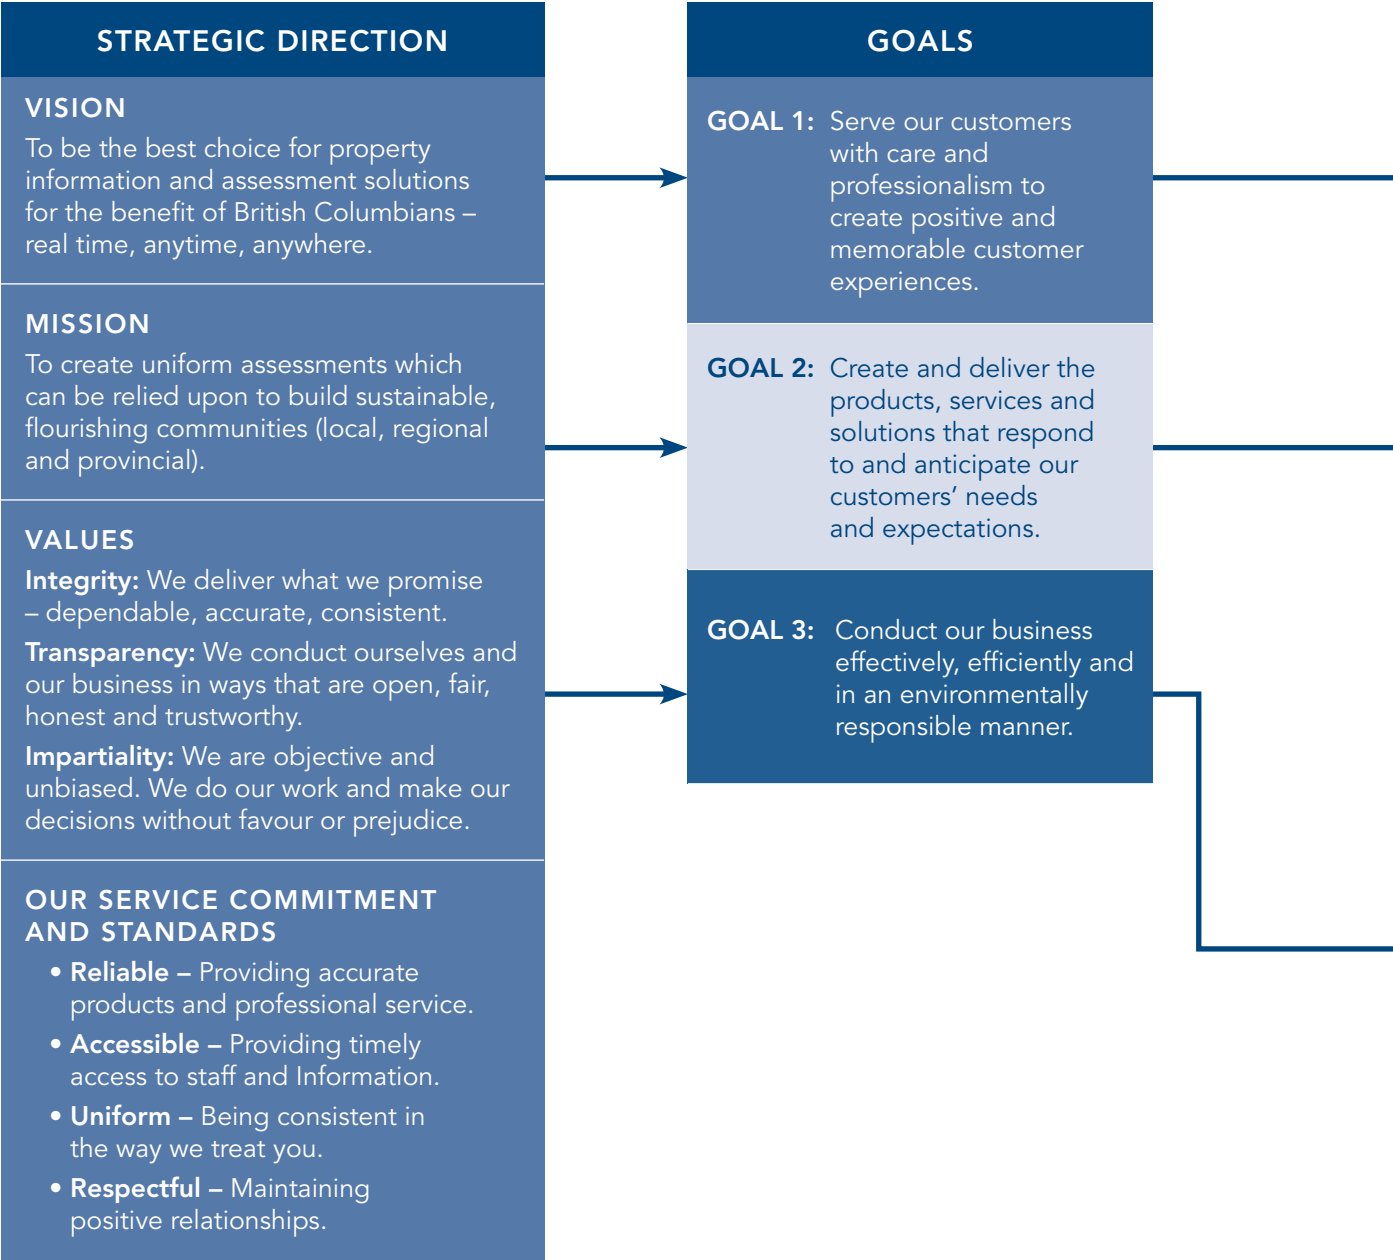 STRATEGIC DIRECTION
VISION
To be the best choice for property
information and assessment solutions
for the benefit of British Columbians –
real time, anytime, anywhere.
MISSION
To create uniform assessments which
can be relied upon to build sustainable,
flourishing communities (local, regional
and provincial).
VALUES
Integrity: We deliver what we promise
– dependable, accurate, consistent.
Transparency: We conduct ourselves and
our business in ways that are open, fair,
honest and trustworthy.
Impartiality: We are objective and
unbiased. We do our work and make our
decisions without favour or prejudice.
OUR SERVICE COMMITMENT
AND STANDARDS
• Reliable – Providing accurate
products and professional service.
• Accessible – Providing timely
access to staff and Information.
• Uniform – Being consistent in
the way we treat you.
• Respectful – Maintaining
positive relationships.
GOALS
GOAL 1: Serve our customers
with care and
professionalism to
create positive and
memorable customer
experiences.
GOAL 2: Create and deliver the
products, services and
solutions that respond
to and anticipate our
customers’ needs
and expectations.
GOAL 3: Conduct our business
effectively, efficiently and
in an environmentally
responsible manner.